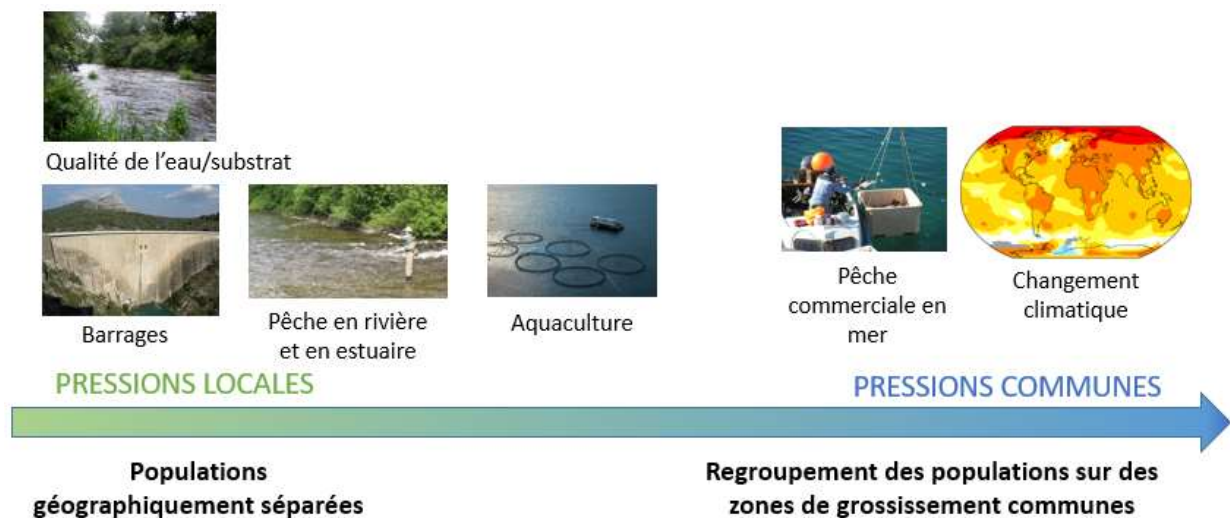 Qualité de l'eau/substrat
Barrages
Pêche en rivière
et en estuaire
Aquaculture
Pêche
commerciale en
mer
Changement
climatique
PRESSIONS LOCALES
PRESSIONS COMMUNES
Populations
géographiquement séparées
Regroupement des populations sur des
zones de grossissement communes